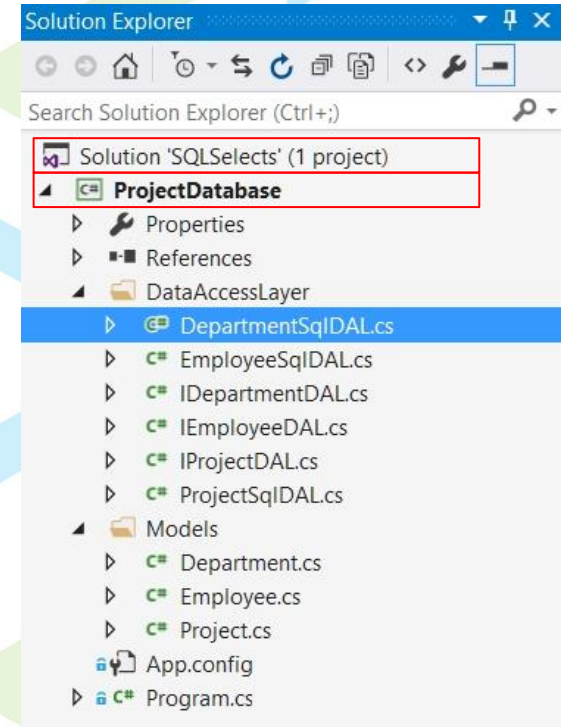 Solution Explorer
Search Solution Explorer (Ctrl+;)
Solution 'SQLSelects' (1 project)
C# ProjectDatabase
Properties
References
DataAccessLayer
C# DepartmentSqlDAL.cs
C# EmployeeSqlDAL.cs
C# IDepartmentDAL.cs
C# IEmployeeDAL.cs
C# IProjectDAL.cs
C# ProjectSqlDAL.cs
Models
C# Department.cs
C# Employee.cs
C# Project.cs
App.config
C# Program.cs